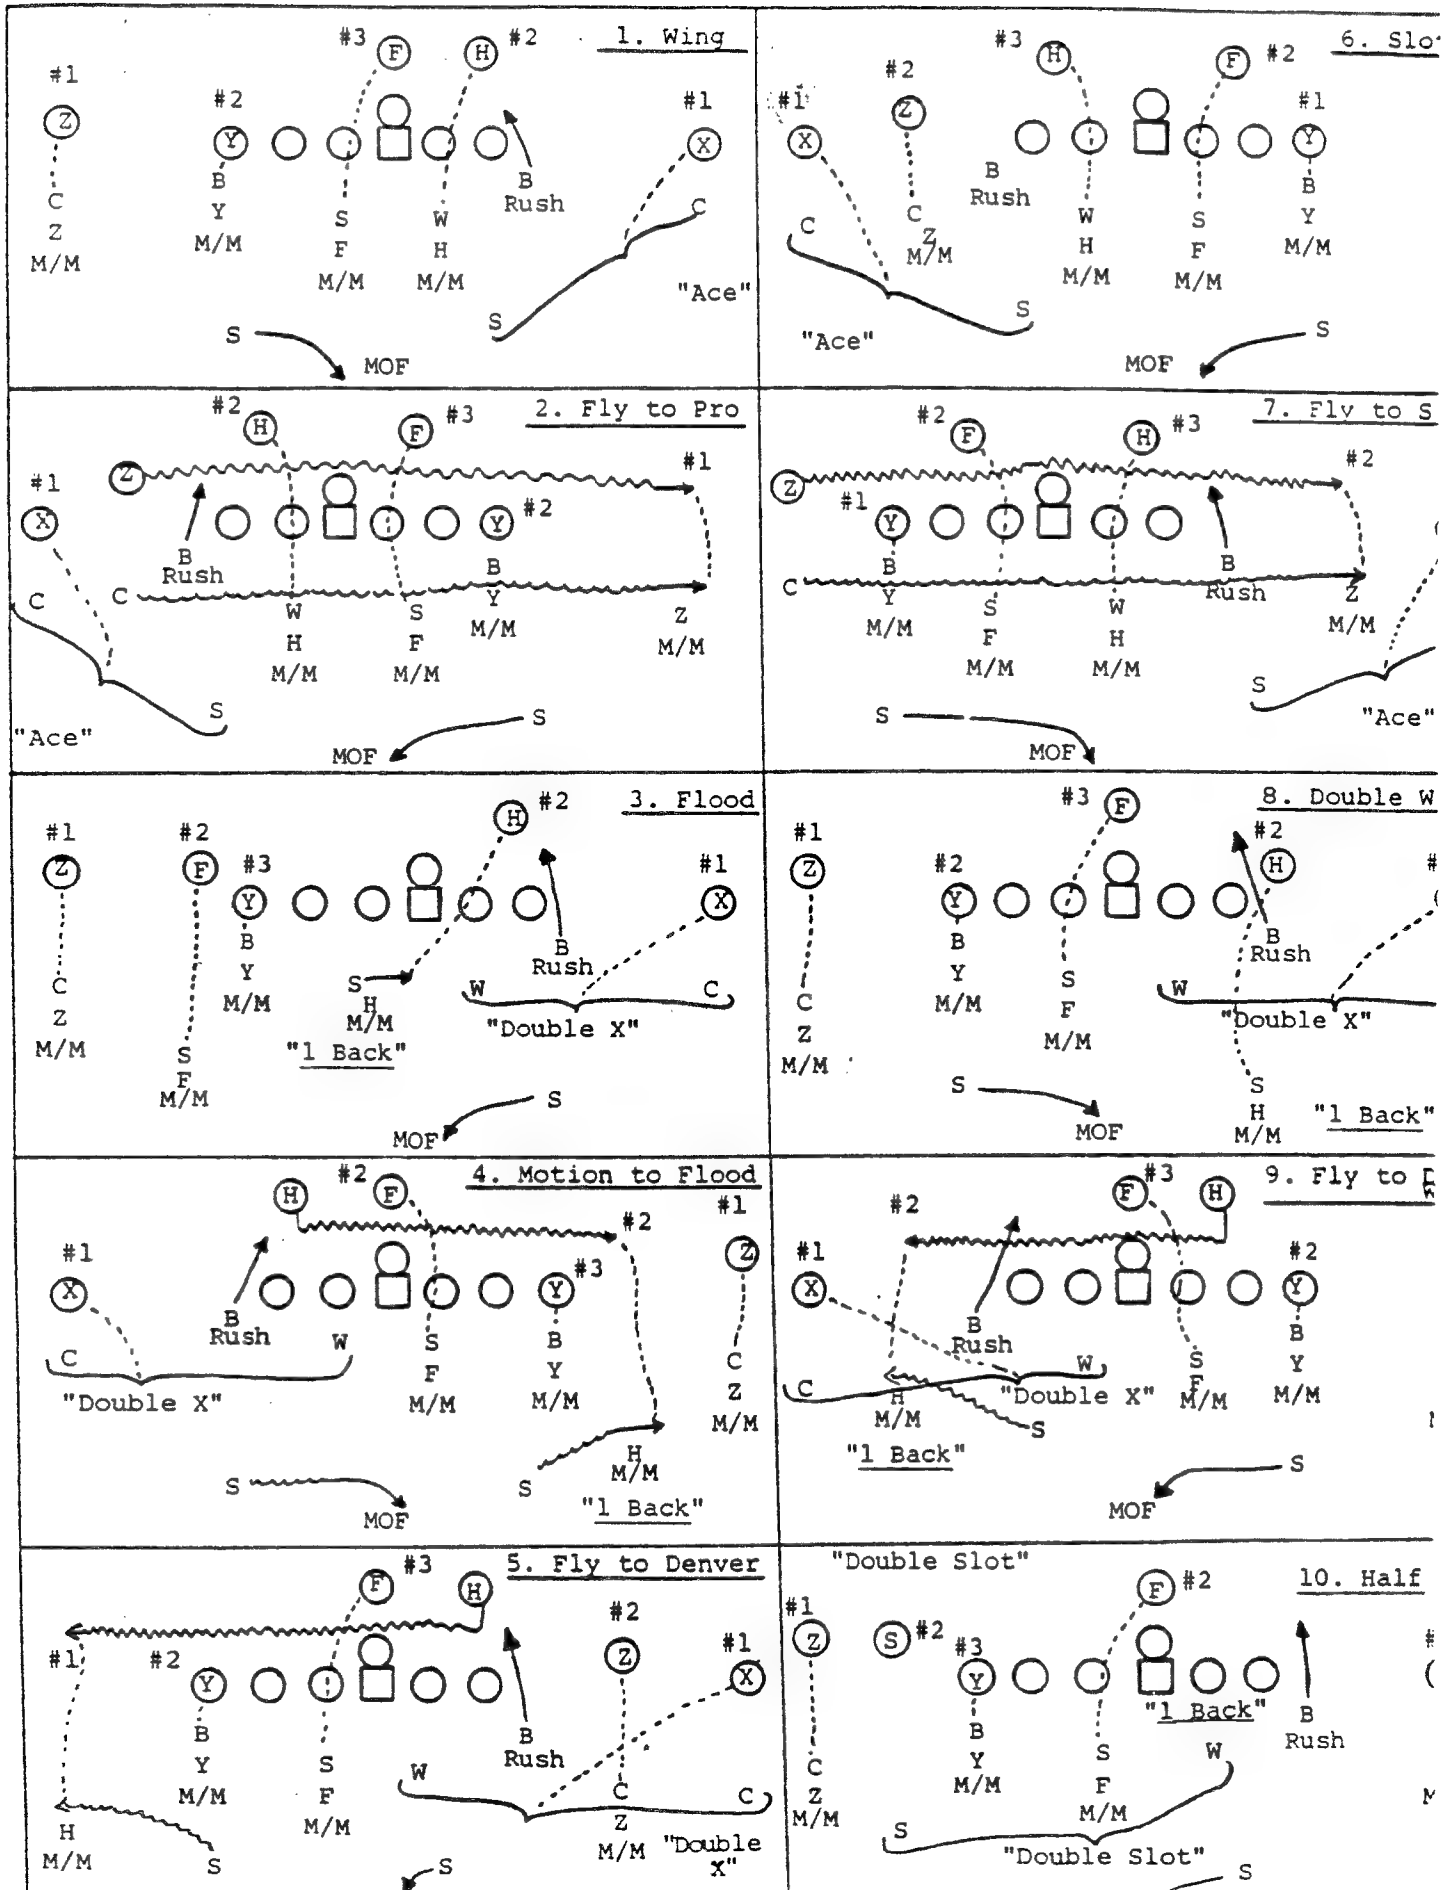 1. Wing
#3 F H #2
#1
#2 #1
Z
Y X
B B
C Y Rush C
Z M/M S W
M/M F H
M/M M/M
"Ace"
S S
MOF
6. Slo
#3 H F #2
#2
#1 Z #1
X Y
B B
Rush Y
C W S M/M
C Z H F
M/M M/M M/M
S S
"Ace"
MOF
2. Fly to Pro
#2 H F #3
#1
#1 Z
X Y #2
B B
Rush
C C W S Y Z
H F M/M M/M
M/M M/M
S S
"Ace"
MOF
7. Fly to S
#2 F H #3
#2
Z
#1 Y
B B
C Y Rush Z
M/M S W M/M
F H
M/M M/M
S S
"Ace"
MOF
3. Flood
H #2
#1 #2
Z F #3 #1
Y X
B B
Y Rush
C M/M S W C
Z H
M/M M/M "Double X"
S "1 Back"
F
M/M S
MOF
8. Double W
#3 F
#1 #2
Z #2 H
Y
B B
Y Rush
C M/M S W
Z F "Double X"
M/M M/M
S S
H "1 Back"
MOF M/M
4. Motion to Flood
H #2 F #1
#2
#1 Z
X Y #3
B
Rush W S B
C F Y C
"Double X" M/M M/M Z
M/M
H
M/M
S S
"1 Back"
MOF
9. Fly to D
W
F #3 H
#2
#1 #2
X Y
B B
Rush W S Y
C H "Double X" F M/M
M/M M/M
S
"1 Back"
S
MOF
5. Fly to Denver
F #3 H
#2
#1 #2 Z #1
Y X
B B
Y Rush
M/M S W C C
F Z
H M/M M/M "Double
M/M S S X"
"Double Slot"
10. Half
F #2
#1
Z S #2 #3
Y
"1 Back"
B B
Y Rush
C M/M S W
Z F
M/M M/M
S
"Double Slot"
S